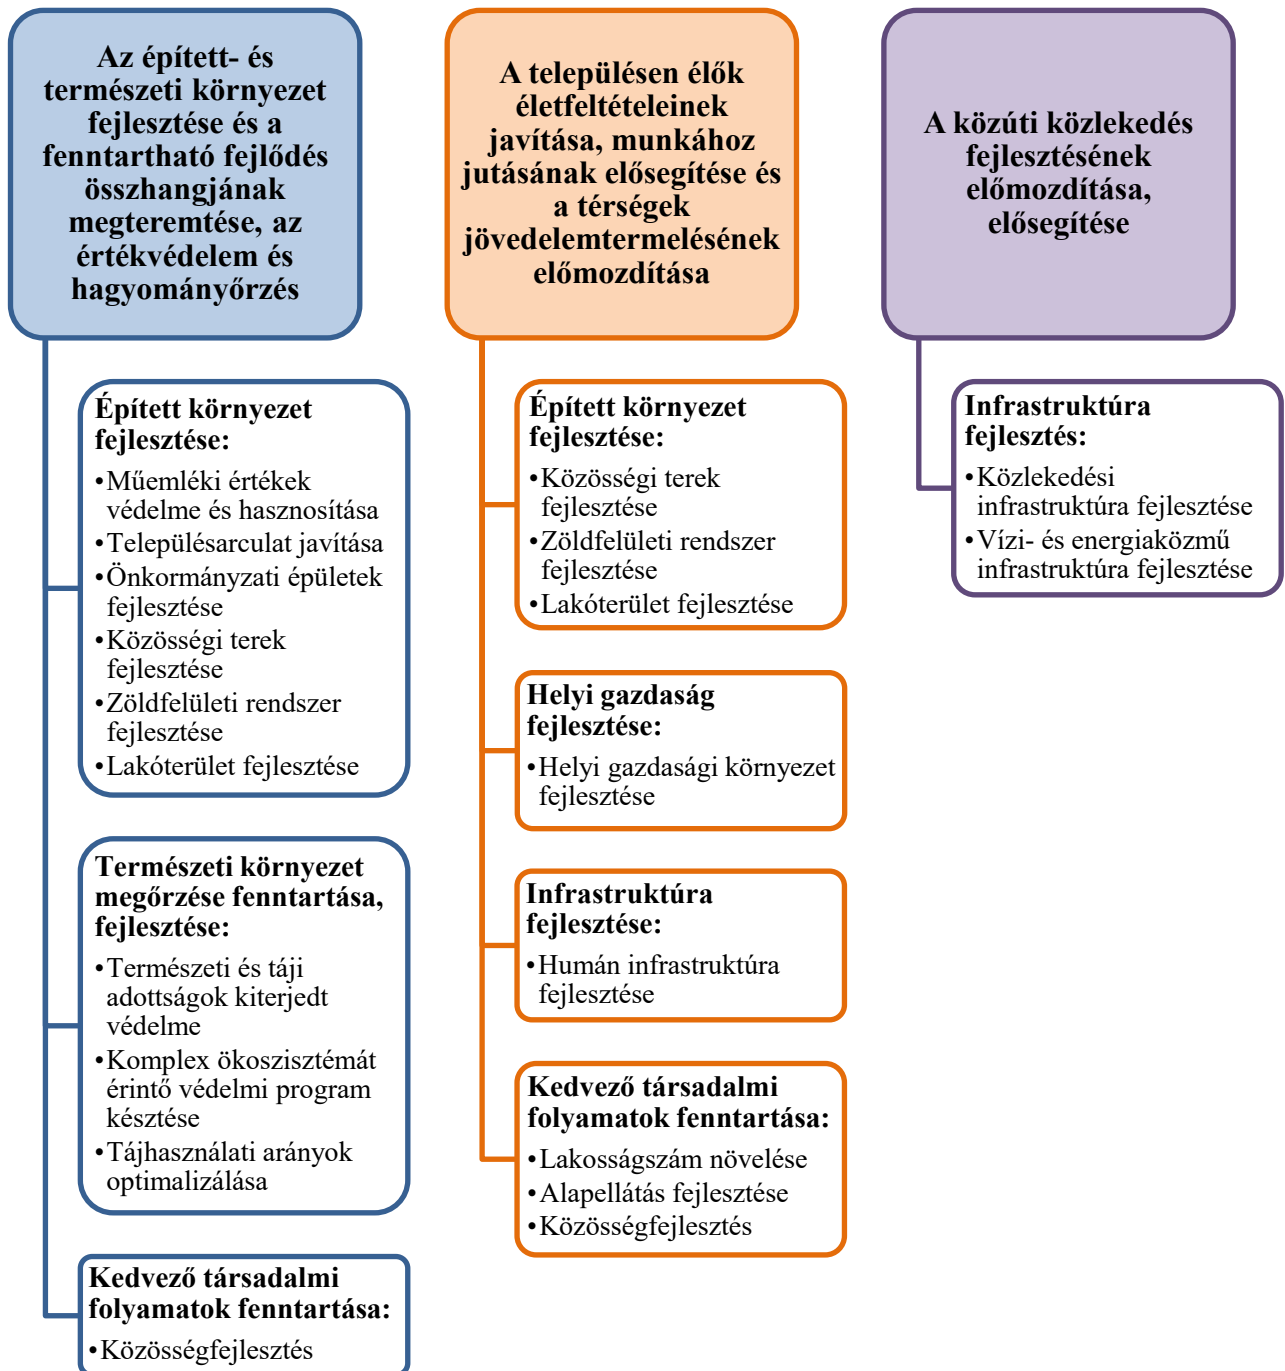 Az épített- és
természeti környezet
fejlesztése és a
fenntartható fejlődés
összhangjának
megteremtése, az
értékvédelem és
hagyományőrzés
Épített környezet
fejlesztése:
•Műemléki értékek
védelme és hasznosítása
•Településarculat javítása
•Önkormányzati épületek
fejlesztése
•Közösségi terek
fejlesztése
•Zöldfelületi rendszer
fejlesztése
•Lakóterület fejlesztése
Természeti környezet
megőrzése fenntartása,
fejlesztése:
•Természeti és táji
adottságok kiterjedt
védelme
•Komplex ökoszisztémát
érintő védelmi program
késztése
•Tájhasználati arányok
optimalizálása
Kedvező társadalmi
folyamatok fenntartása:
•Közösségfejlesztés
A településen élők
életfeltételeinek
javítása, munkához
jutásának elősegítése és
a térségek
jövedelemtermelésének
előmozdítása
Épített környezet
fejlesztése:
•Közösségi terek
fejlesztése
•Zöldfelületi rendszer
fejlesztése
•Lakóterület fejlesztése
Helyi gazdaság
fejlesztése:
•Helyi gazdasági környezet
fejlesztése
Infrastruktúra
fejlesztése:
•Humán infrastruktúra
fejlesztése
Kedvező társadalmi
folyamatok fenntartása:
•Lakosságszám növelése
•Alapellátás fejlesztése
•Közösségfejlesztés
A közúti közlekedés
fejlesztésének
előmozdítása,
elősegítése
Infrastruktúra
fejlesztés:
•Közlekedési
infrastruktúra fejlesztése
•Vízi- és energiaközmű
infrastruktúra fejlesztése